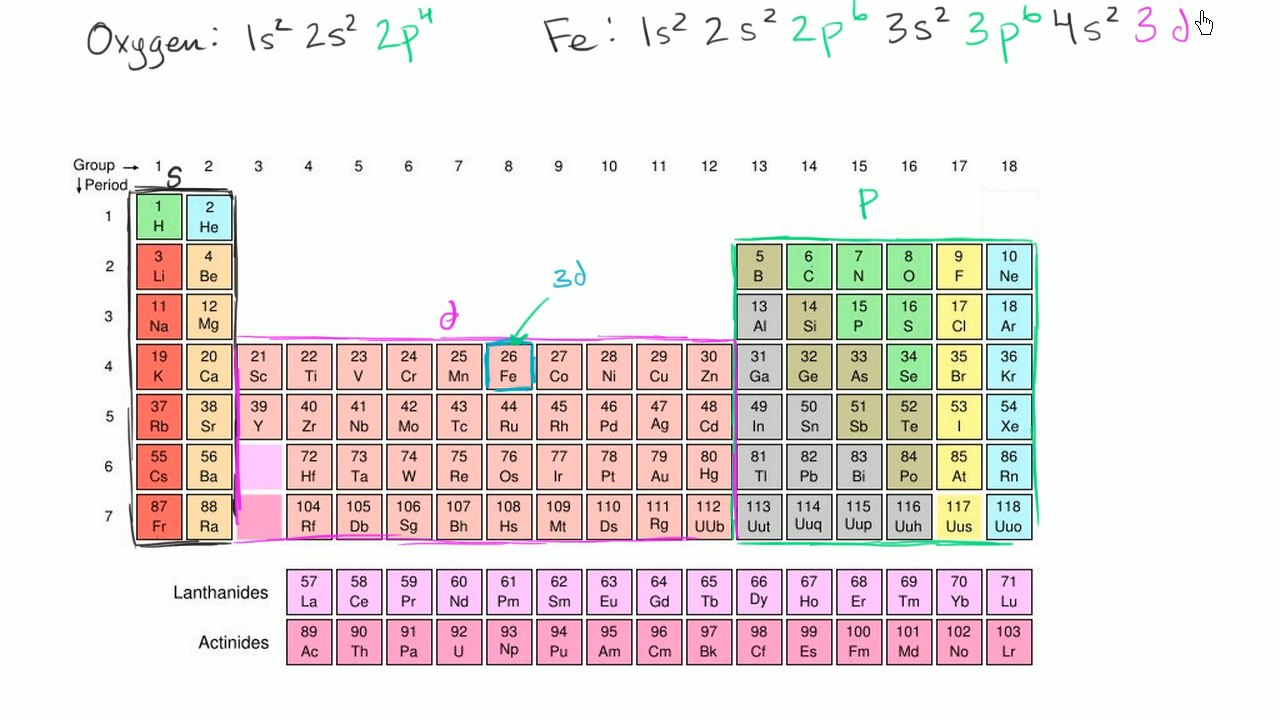 Oxygen: 1s² 2s² 2p⁴ Fe: 1s² 2s² 2p⁶ 3s² 3p⁶ 4s² 3d
Group → 1 2 3 4 5 6 7 8 9 10 11 12 13 14 15 16 17 18
↓ Period
s
p
1
1 2
H He
3d
2
3 4 5 6 7 8 9 10
Li Be B C N O F Ne
d
3
11 12 13 14 15 16 17 18
Na Mg Al Si P S Cl Ar
4
19 20 21 22 23 24 25 26 27 28 29 30 31 32 33 34 35 36
K Ca Sc Ti V Cr Mn Fe Co Ni Cu Zn Ga Ge As Se Br Kr
5
37 38 39 40 41 42 43 44 45 46 47 48 49 50 51 52 53 54
Rb Sr Y Zr Nb Mo Tc Ru Rh Pd Ag Cd In Sn Sb Te I Xe
6
55 56 72 73 74 75 76 77 78 79 80 81 82 83 84 85 86
Cs Ba Hf Ta W Re Os Ir Pt Au Hg Tl Pb Bi Po At Rn
7
87 88 104 105 106 107 108 109 110 111 112 113 114 115 116 117 118
Fr Ra Rf Db Sg Bh Hs Mt Ds Rg UUb Uut Uuq Uup Uuh Uus Uuo
Lanthanides
57 58 59 60 61 62 63 64 65 66 67 68 69 70 71
La Ce Pr Nd Pm Sm Eu Gd Tb Dy Ho Er Tm Yb Lu
Actinides
89 90 91 92 93 94 95 96 97 98 99 100 101 102 103
Ac Th Pa U Np Pu Am Cm Bk Cf Es Fm Md No Lr